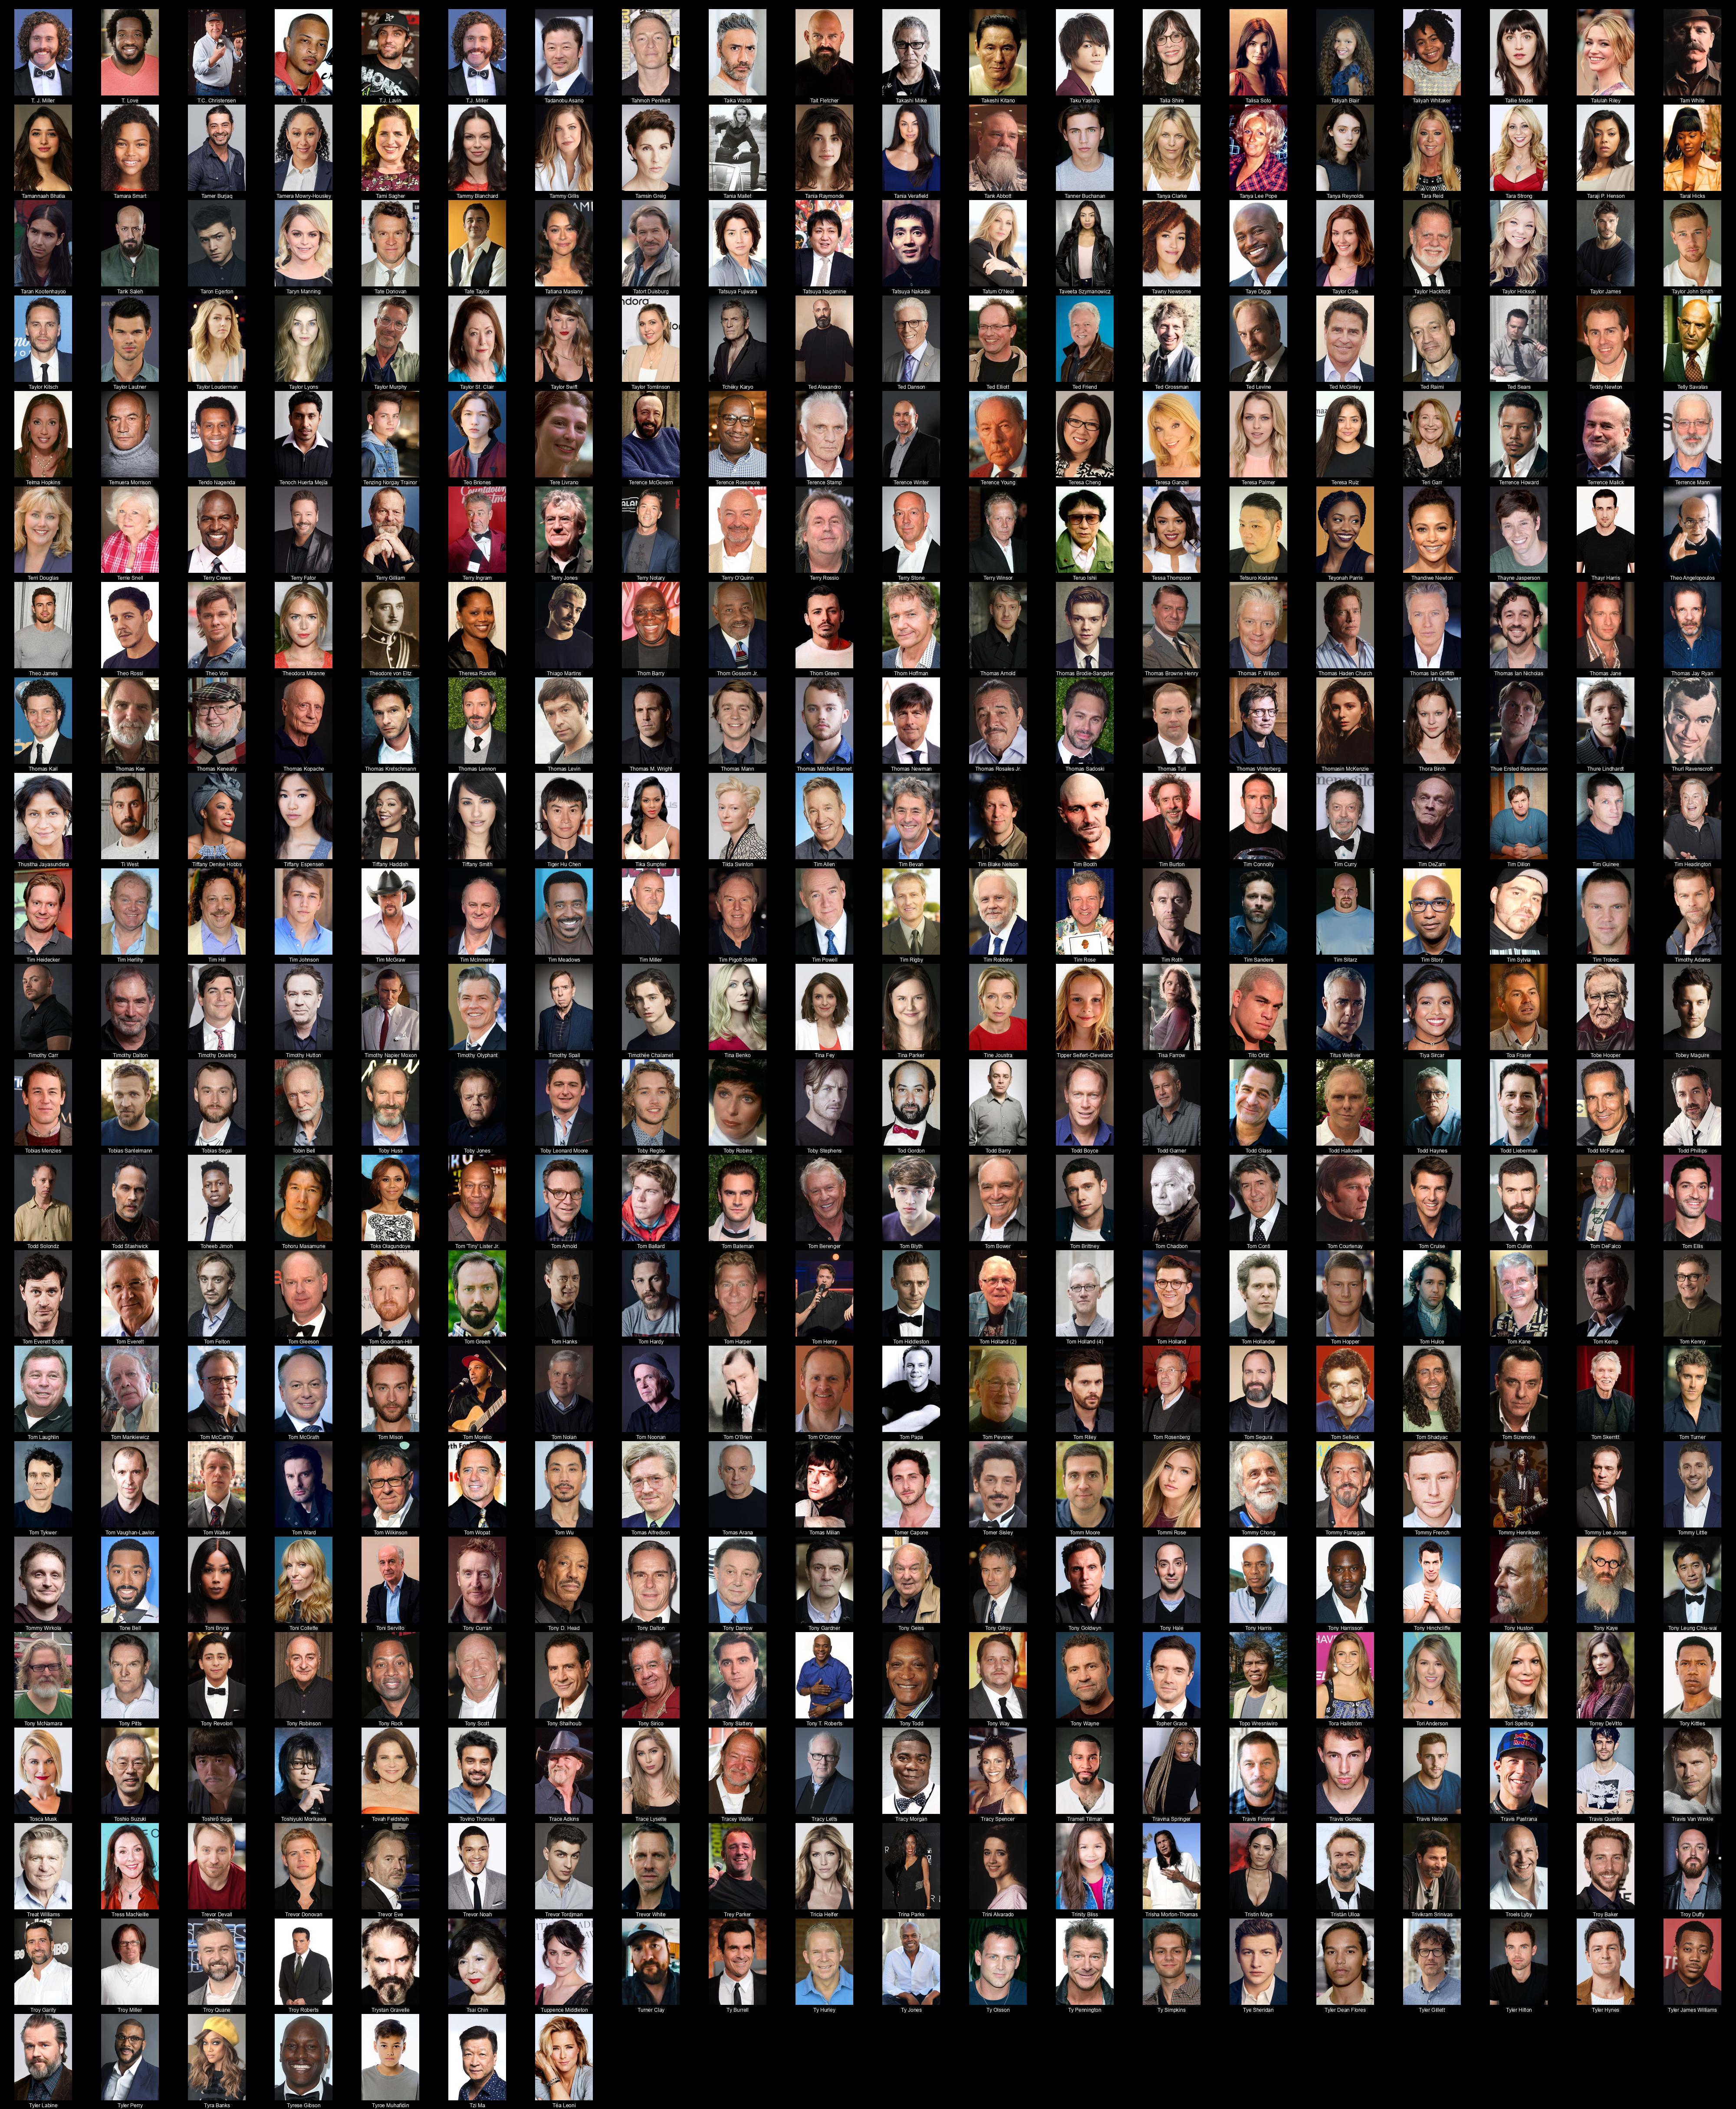 T. J. Miller T. Love T.C. Christensen T.I. T.J. Lavin T.J. Miller Tadanobu Asano Tahmoh Penikett Taika Waititi Tait Fletcher Takashi Miike Takeshi Kitano Taku Yashiro Talia Shire Talisa Soto Taliyah Blair Taliyah Whitaker Tallie Medel Talulah Riley Tam White
Tamannaah Bhatia Tamara Smart Tamer Burjaq Tamera Mowry-Housley Tami Sagher Tammy Blanchard Tammy Gillis Tamsin Greig Tania Mallet Tania Raymonde Tania Verafield Tank Abbott Tanner Buchanan Tanya Clarke Tanya Lee Pope Tanya Reynolds Tara Reid Tara Strong Taraji P. Henson Taral Hicks
Taran Kootenhayoo Tarik Saleh Taron Egerton Taryn Manning Tate Donovan Tate Taylor Tatiana Maslany Tatort Duisburg Tatsuya Fujiwara Tatsuya Nagamine Tatsuya Nakadai Tatum O'Neal Taveeta Szymanowicz Tawny Newsome Taye Diggs Taylor Cole Taylor Hackford Taylor Hickson Taylor James Taylor John Smith
Taylor Kitsch Taylor Lautner Taylor Louderman Taylor Lyons Taylor Murphy Taylor St. Clair Taylor Swift Taylor Tomlinson Tchéky Karyo Ted Alexandro Ted Danson Ted Elliott Ted Friend Ted Grossman Ted Levine Ted McGinley Ted Raimi Ted Sears Teddy Newton Telly Savalas
Telma Hopkins Temuera Morrison Tendo Nagenda Tenoch Huerta Mejía Tenzing Norgay Trainor Teo Briones Tere Livrano Terence McGovern Terence Rosemore Terence Stamp Terence Winter Terence Young Teresa Cheng Teresa Ganzel Teresa Palmer Teresa Ruiz Teri Garr Terrence Howard Terrence Malick Terrence Mann
Terri Douglas Terrie Snell Terry Crews Terry Fator Terry Gilliam Terry Ingram Terry Jones Terry Notary Terry O'Quinn Terry Rossio Terry Stone Terry Winsor Teruo Ishii Tessa Thompson Tetsuro Kodama Teyonah Parris Thandiwe Newton Thayne Jasperson Thayr Harris Theo Angelopoulos
Theo James Theo Rossi Theo Von Theodora Miranne Theodore von Eltz Theresa Randle Thiago Martins Thom Barry Thom Gossom Jr. Thom Green Thom Hoffman Thomas Arnold Thomas Brodie-Sangster Thomas Browne Henry Thomas F. Wilson Thomas Haden Church Thomas Ian Griffith Thomas Ian Nicholas Thomas Jane Thomas Jay Ryan
Thomas Kail Thomas Kee Thomas Keneally Thomas Kopache Thomas Kretschmann Thomas Lennon Thomas Levin Thomas M. Wright Thomas Mann Thomas Mitchell Barnet Thomas Newman Thomas Rosales Jr. Thomas Sadoski Thomas Tull Thomas Vinterberg Thomasin McKenzie Thora Birch Thue Ersted Rasmussen Thure Lindhardt Thurl Ravenscroft
Thusitha Jayasundera Ti West Tiffany Denise Hobbs Tiffany Espensen Tiffany Haddish Tiffany Smith Tiger Hu Chen Tika Sumpter Tilda Swinton Tim Allen Tim Bevan Tim Blake Nelson Tim Booth Tim Burton Tim Connolly Tim Curry Tim DeZarn Tim Dillon Tim Guinee Tim Headington
Tim Heidecker Tim Herlihy Tim Hill Tim Johnson Tim McGraw Tim McInnerny Tim Meadows Tim Miller Tim Pigott-Smith Tim Powell Tim Rigby Tim Robbins Tim Rose Tim Roth Tim Sanders Tim Sitarz Tim Story Tim Sylvia Tim Trobec Timothy Adams
Timothy Carr Timothy Dalton Timothy Dowling Timothy Hutton Timothy Napier Moxon Timothy Olyphant Timothy Spall Timothée Chalamet Tina Benko Tina Fey Tina Parker Tine Joustra Tipper Seifert-Cleveland Tisa Farrow Tito Ortiz Titus Welliver Tiya Sircar Toa Fraser Tobe Hooper Tobey Maguire
Tobias Menzies Tobias Santelmann Tobias Segal Tobin Bell Toby Huss Toby Jones Toby Leonard Moore Toby Regbo Toby Robins Toby Stephens Tod Gordon Todd Barry Todd Boyce Todd Garner Todd Glass Todd Hallowell Todd Haynes Todd Lieberman Todd McFarlane Todd Phillips
Todd Solondz Todd Stashwick Toheeb Jimoh Tohoru Masamune Toks Olagundoye Tom 'Tiny' Lister Jr. Tom Arnold Tom Ballard Tom Bateman Tom Berenger Tom Blyth Tom Bower Tom Brittney Tom Chadbon Tom Conti Tom Courtenay Tom Cruise Tom Cullen Tom DeFalco Tom Ellis
Tom Everett Scott Tom Everett Tom Felton Tom Gleeson Tom Goodman-Hill Tom Green Tom Hanks Tom Hardy Tom Harper Tom Henry Tom Hiddleston Tom Holland (2) Tom Holland (4) Tom Holland Tom Hollander Tom Hopper Tom Hulce Tom Kane Tom Kemp Tom Kenny
Tom Laughlin Tom Mankiewicz Tom McCarthy Tom McGrath Tom Mison Tom Morello Tom Nolan Tom Noonan Tom O'Brien Tom O'Connor Tom Papa Tom Pevsner Tom Riley Tom Rosenberg Tom Segura Tom Selleck Tom Shadyac Tom Sizemore Tom Skerritt Tom Turner
Tom Tykwer Tom Vaughan-Lawlor Tom Walker Tom Ward Tom Wilkinson Tom Wopat Tom Wu Tomas Alfredson Tomas Arana Tomas Milian Tomer Capone Tomer Sisley Tomm Moore Tommi Rose Tommy Chong Tommy Flanagan Tommy French Tommy Henriksen Tommy Lee Jones Tommy Little
Tommy Wirkola Tone Bell Toni Bryce Toni Collette Toni Servillo Tony Curran Tony D. Head Tony Dalton Tony Darrow Tony Gardner Tony Geiss Tony Gilroy Tony Goldwyn Tony Hale Tony Harris Tony Harrisson Tony Hinchcliffe Tony Huston Tony Kaye Tony Leung Chiu-wai
Tony McNamara Tony Pitts Tony Revolori Tony Robinson Tony Rock Tony Scott Tony Shalhoub Tony Sirico Tony Slattery Tony T. Roberts Tony Todd Tony Way Tony Wayne Topher Grace Topo Wresniwiro Tora Hallström Tori Anderson Tori Spelling Torrey DeVitto Tory Kittles
Tosca Musk Toshio Suzuki Toshirô Suga Toshiyuki Morikawa Tovah Feldshuh Tovino Thomas Trace Adkins Trace Lysette Tracey Walter Tracy Letts Tracy Morgan Tracy Spencer Tramell Tillman Travina Springer Travis Fimmel Travis Gomez Travis Nelson Travis Pastrana Travis Quentin Travis Van Winkle
Treat Williams Tress MacNeille Trevor Devall Trevor Donovan Trevor Eve Trevor Noah Trevor Tordjman Trevor White Trey Parker Tricia Helfer Trina Parks Trini Alvarado Trinity Bliss Trisha Morton-Thomas Tristin Mays Tristán Ulloa Trivikram Srinivas Troels Lyby Troy Baker Troy Duffy
Troy Garity Troy Miller Troy Quane Troy Roberts Trystan Gravelle Tsai Chin Tuppence Middleton Turner Clay Ty Burrell Ty Hurley Ty Jones Ty Olsson Ty Pennington Ty Simpkins Tye Sheridan Tyler Dean Flores Tyler Gillett Tyler Hilton Tyler Hynes Tyler James Williams
Tyler Labine Tyler Perry Tyra Banks Tyrese Gibson Tyroe Muhafidin Tzi Ma Téa Leoni